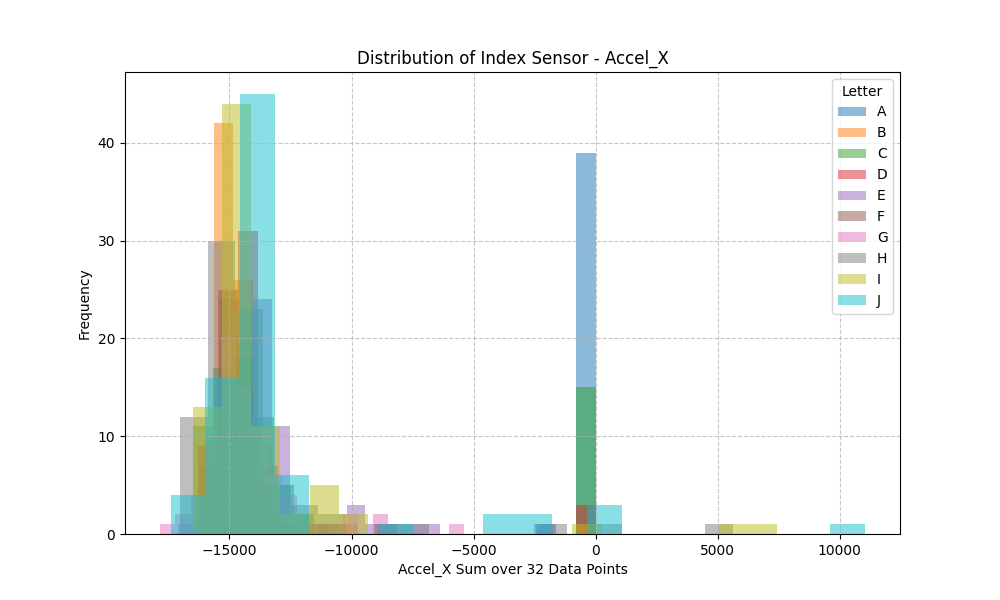 Distribution of Index Sensor - Accel_X
Frequency
40
30
20
10
0
−15000
−10000
−5000
0
5000
10000
Accel_X Sum over 32 Data Points
Letter
A
B
C
D
E
F
G
H
I
J